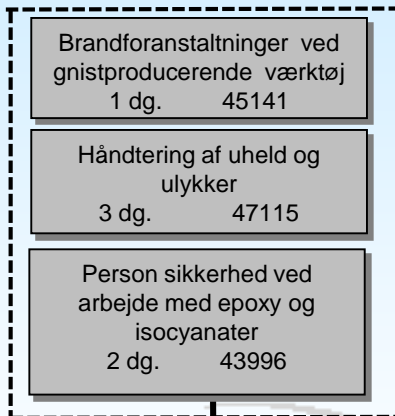 Brandforanstaltninger ved
gnistproducerende værktøj
1 dg. 45141
Håndtering af uheld og
ulykker
3 dg. 47115
Person sikkerhed ved
arbejde med epoxy og
isocyanater
2 dg. 43996